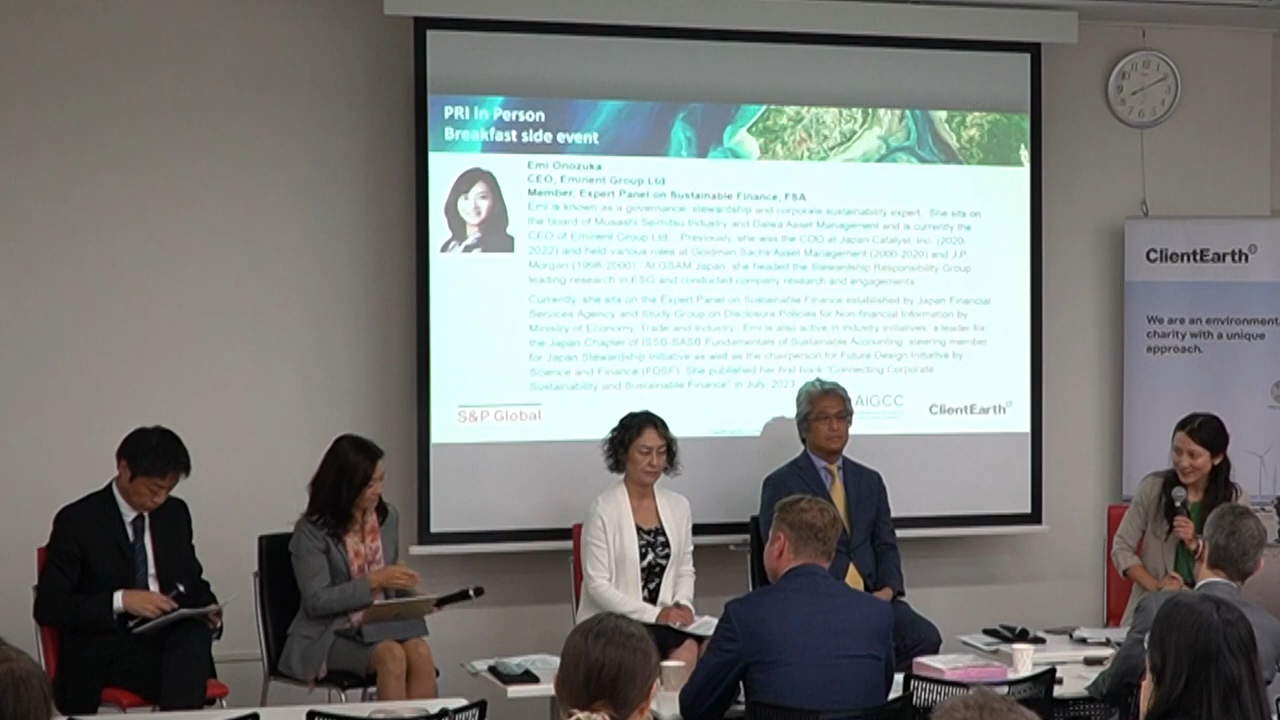 PRI In Person
Breakfast side event
Emi Onozuka
CEO, Eminent Group Ltd
Member, Expert Panel on Sustainable Finance, FSA
Emi is known as a governance, stewardship and corporate sustainability expert. She sits on
the board of Musashi Seimitsu Industry and Daiwa Asset Management and is currently the
CEO of Eminent Group Ltd. Previously, she was the COO at Japan Catalyst, Inc. (2020-
2022) and held various roles at Goldman Sachs Asset Management (2000-2020) and J.P.
Morgan (1998-2000). At GSAM Japan, she headed the Stewardship Responsibility Group
leading research in ESG and conducted company research and engagements.
Currently, she sits on the Expert Panel on Sustainable Finance established by Japan Financial
Services Agency and Study Group on Disclosure Policies for Non-financial Information by
Ministry of Economy, Trade and Industry. Emi is also active in industry initiatives: a leader for
the Japan Chapter of ISSB-SASB Fundamentals of Sustainable Accounting, steering member
for Japan Stewardship Initiative as well as the chairperson for Future Design Initiative by
Science and Finance (FDSF). She published her first book "Connecting Corporate
Sustainability and Sustainable Finance" in July, 2023
S&P Global
AIGCC
ClientEarth
ClientEarth
We are an environment
charity with a unique
approach.